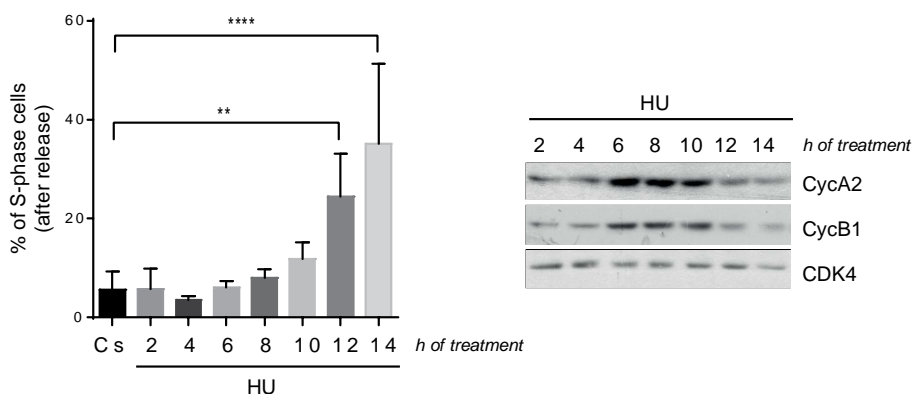 60
40
20
0
% of S-phase cells
(after release)
****
**
Cs 2 4 6 8 10 12 14 h of treatment
HU
HU
2 4 6 8 10 12 14 h of treatment
CycA2
CycB1
CDK4